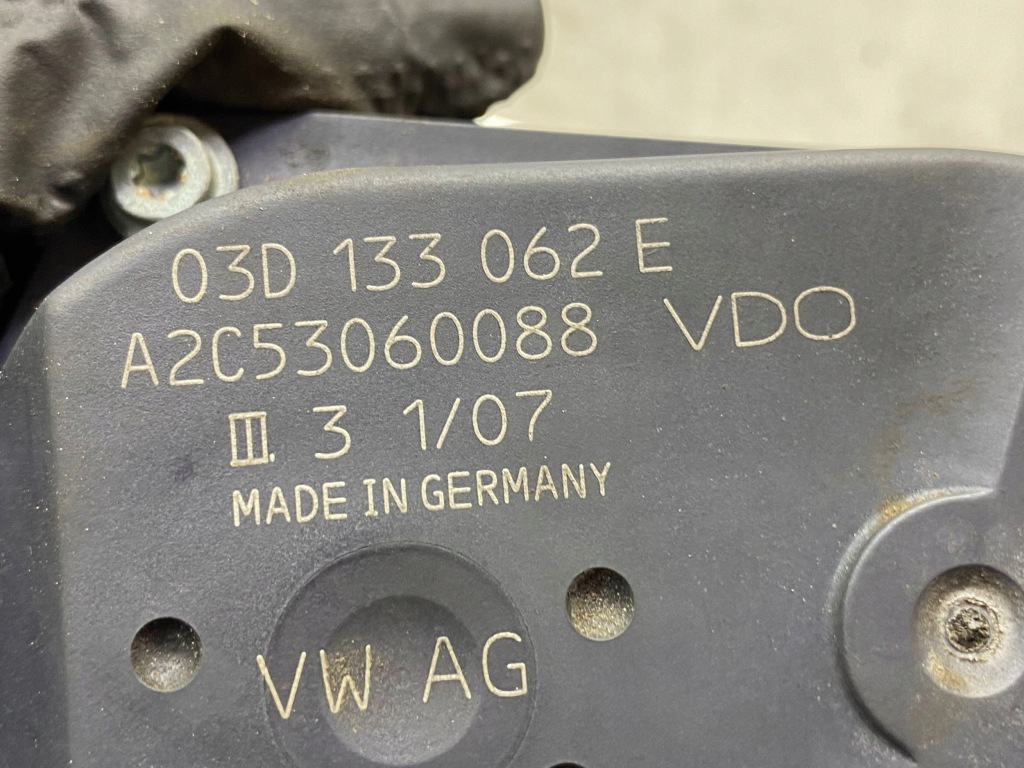 03D 133 062 E
A2C53060088 VDO
III. 3 1/07
MADE IN GERMANY
VW AG